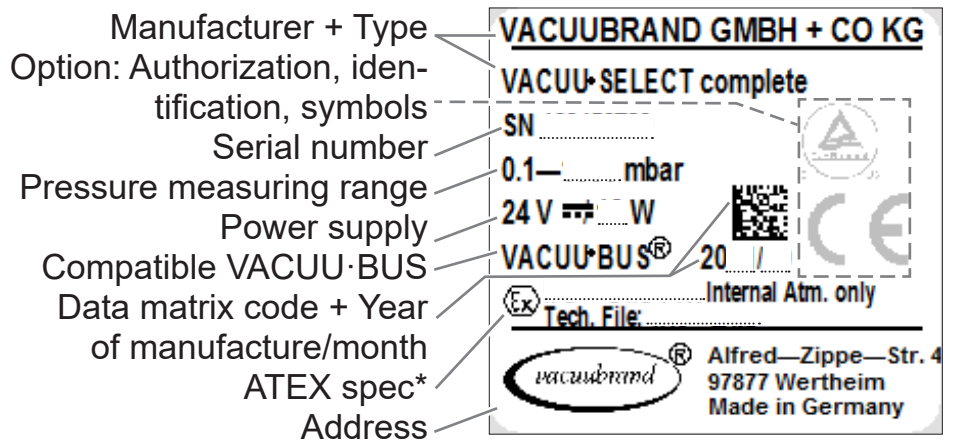 Manufacturer + Type
Option: Authorization, iden-
tification, symbols
Serial number
Pressure measuring range
Power supply
Compatible VACUU·BUS
Data matrix code + Year
of manufacture/month
ATEX spec*
Address
VACUUBRAND GMBH + CO KG
VACUU·SELECT complete
SN
0.1— mbar
24 V ⎓/ W
VACUU·BUS®
20 /
CE
Ex Internal Atm. only
Tech. File:
vacuubrand ®
Alfred—Zippe—Str. 4
97877 Wertheim
Made in Germany